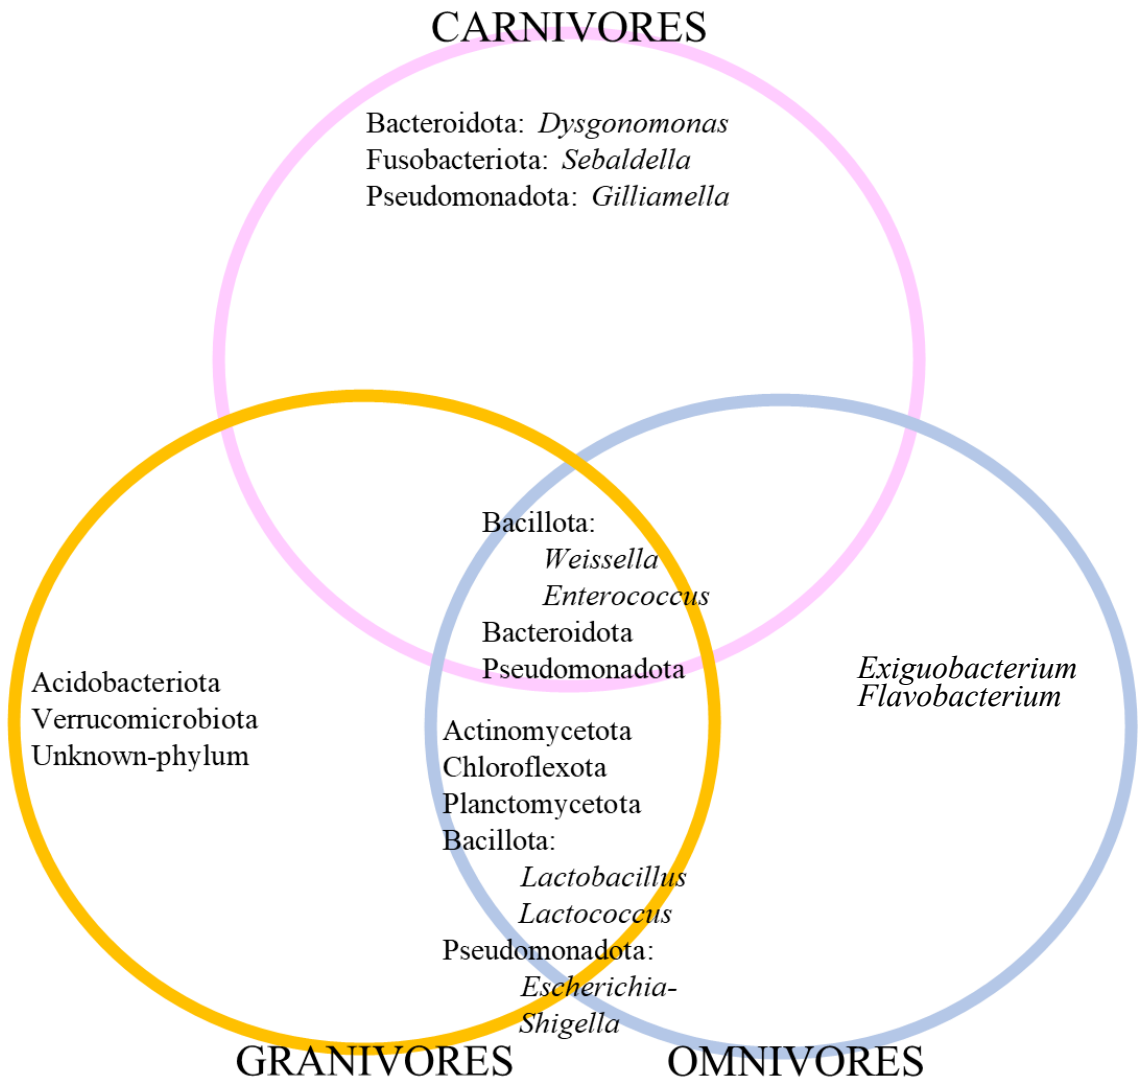 CARNIVORES
Bacteroidota: Dysgonomonas
Fusobacteriota: Sebaldella
Pseudomonadota: Gilliamella
Bacillota:
Weissella
Enterococcus
Bacteroidota
Pseudomonadota
Acidobacteriota
Verrucomicrobiota
Unknown-phylum
Exiguobacterium
Flavobacterium
Actinomycetota
Chloroflexota
Planctomycetota
Bacillota:
Lactobacillus
Lactococcus
Pseudomonadota:
Escherichia-
Shigella
GRANIVORES
OMNIVORES